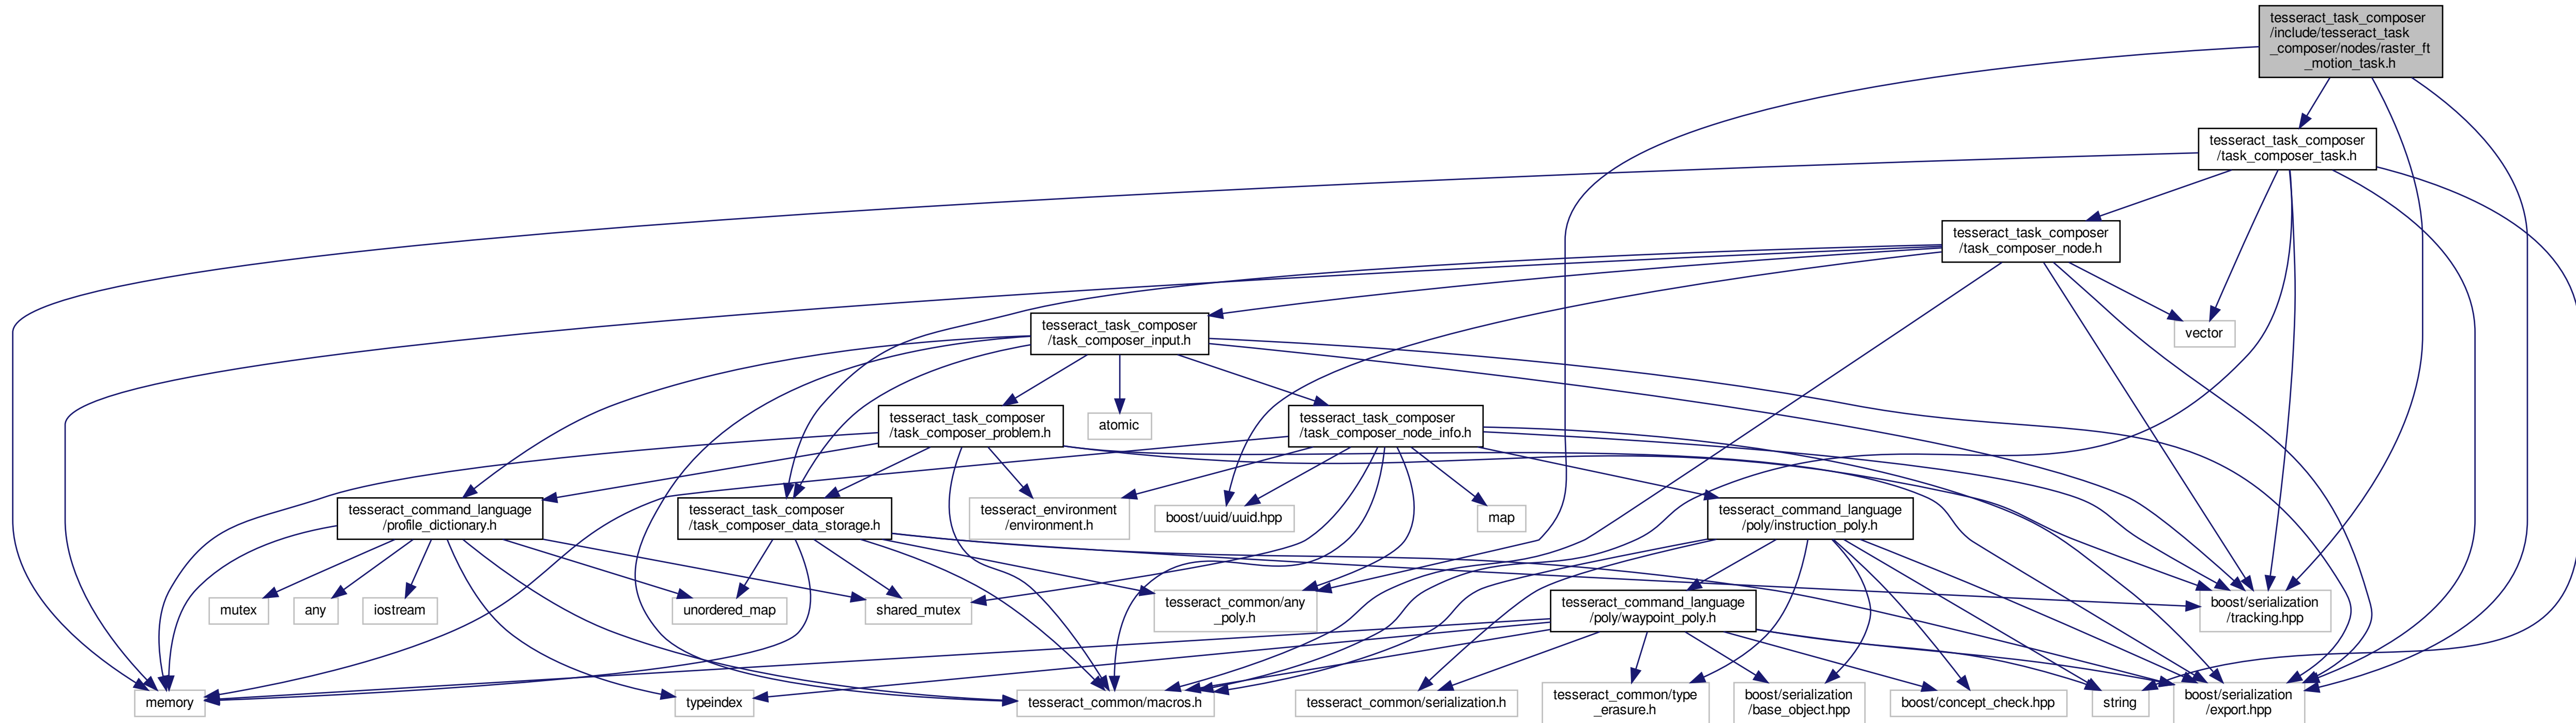 tesseract_task_composer
/include/tesseract_task
_composer/nodes/raster_ft
_motion_task.h
tesseract_task_composer
/task_composer_task.h
tesseract_task_composer
/task_composer_node.h
tesseract_task_composer
/task_composer_input.h
vector
tesseract_task_composer
/task_composer_problem.h
atomic
tesseract_task_composer
/task_composer_node_info.h
tesseract_command_language
/profile_dictionary.h
tesseract_task_composer
/task_composer_data_storage.h
tesseract_environment
/environment.h
boost/uuid/uuid.hpp
map
tesseract_command_language
/poly/instruction_poly.h
mutex
any
iostream
unordered_map
shared_mutex
tesseract_common/any
_poly.h
tesseract_command_language
/poly/waypoint_poly.h
boost/serialization
/tracking.hpp
memory
typeindex
tesseract_common/macros.h
tesseract_common/serialization.h
tesseract_common/type
_erasure.h
boost/serialization
/base_object.hpp
boost/concept_check.hpp
string
boost/serialization
/export.hpp